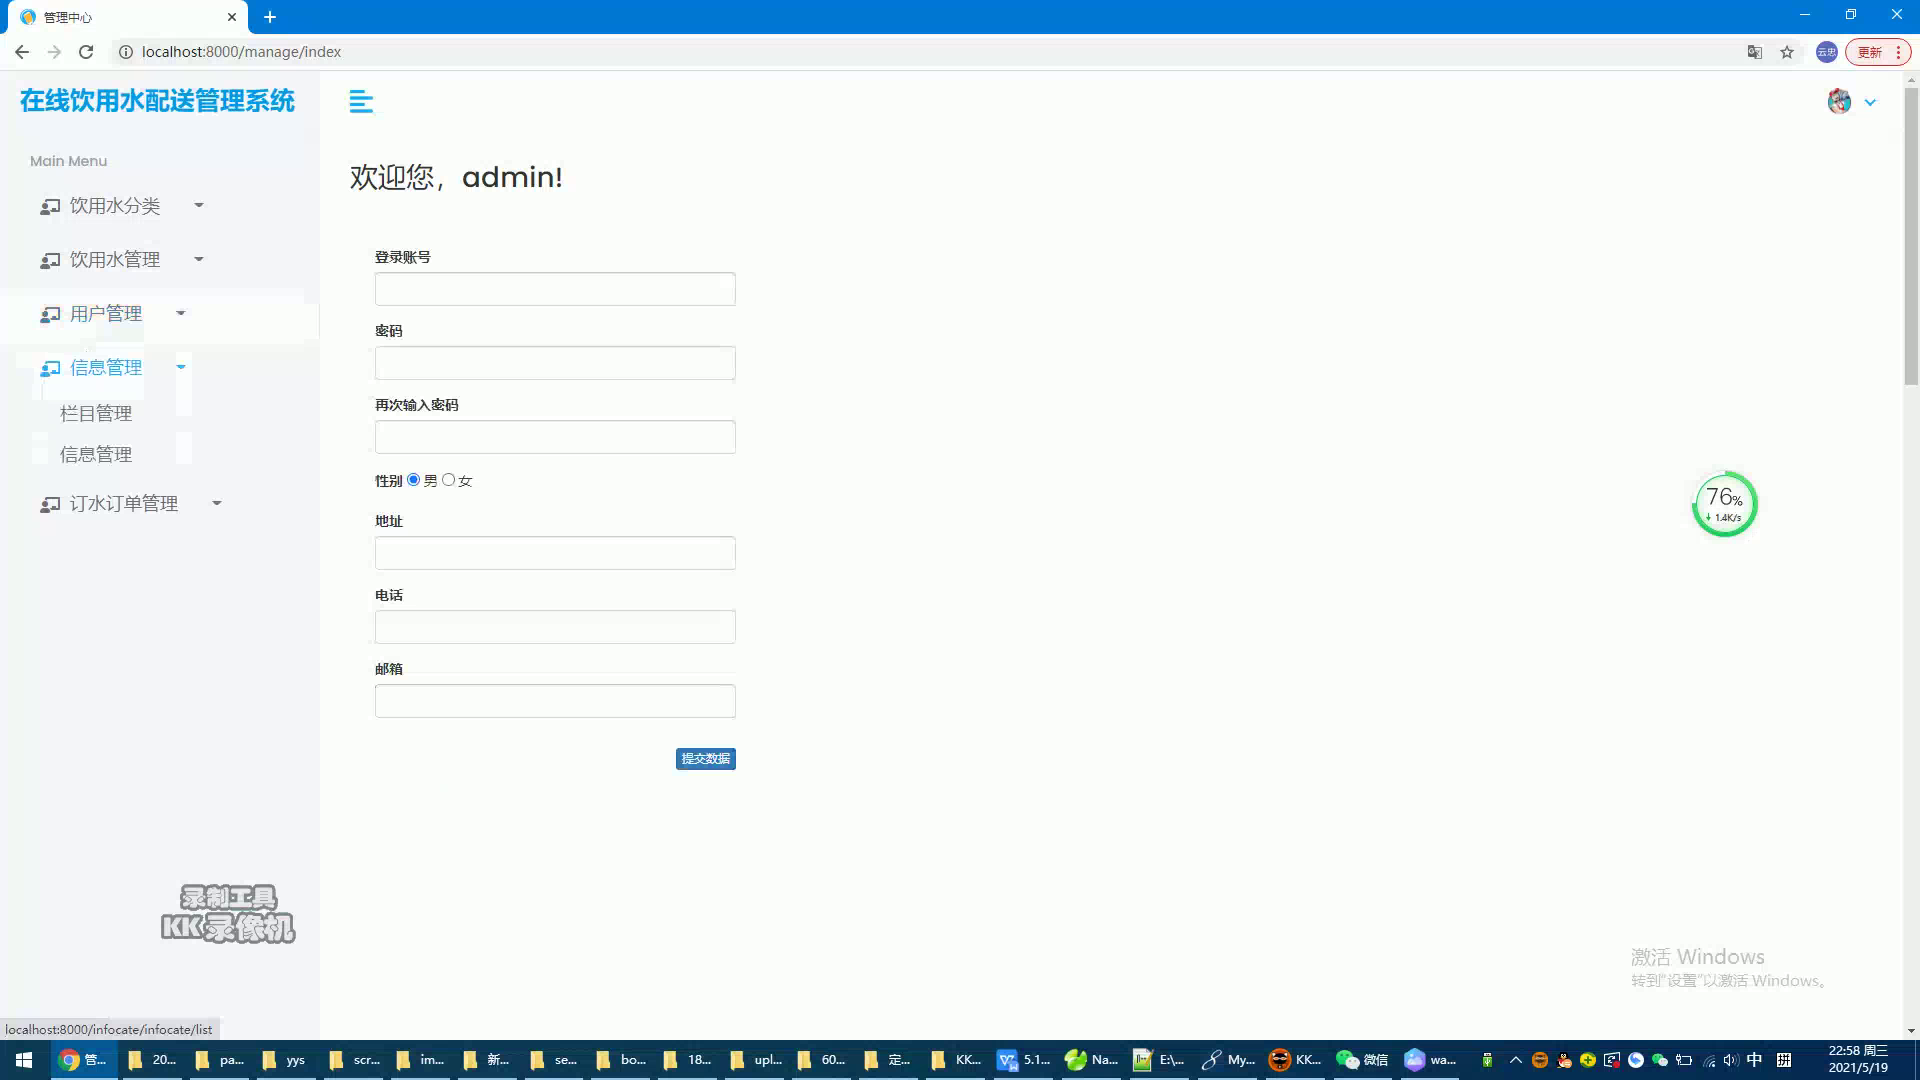 管理中心
localhost:8000/manage/index
更新
云忠
在线饮用水配送管理系统
Main Menu
饮用水分类
饮用水管理
用户管理
信息管理
栏目管理
信息管理
订水订单管理
欢迎您，admin!
登录账号
密码
再次输入密码
性别 男 女
地址
电话
邮箱
提交数据
76%
1.4K/s
录制工具
KK录像机
激活 Windows
转到"设置"以激活 Windows。
localhost:8000/infocate/infocate/list
管...
20...
pa...
yys
scr...
im...
新...
se...
bo...
18...
upl...
60...
定...
KK...
5.1...
Na...
E:\...
My...
KK...
微信
wa...
中
拼
22:58 周三
2021/5/19